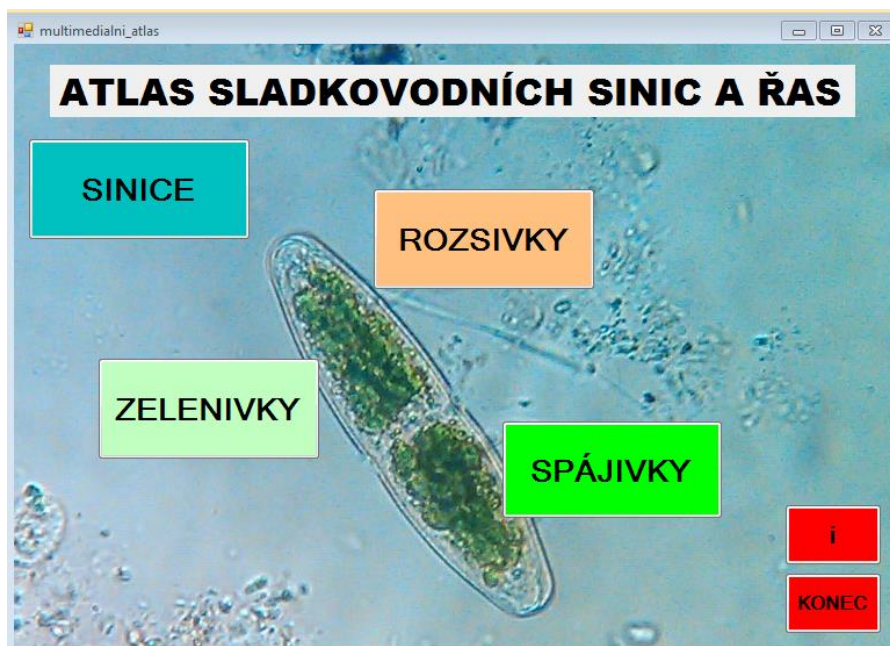 multimedialni_atlas
ATLAS SLADKOVODNÍCH SINIC A ŘAS
SINICE
ROZSIVKY
ZELENIVKY
SPÁJIVKY
i
KONEC